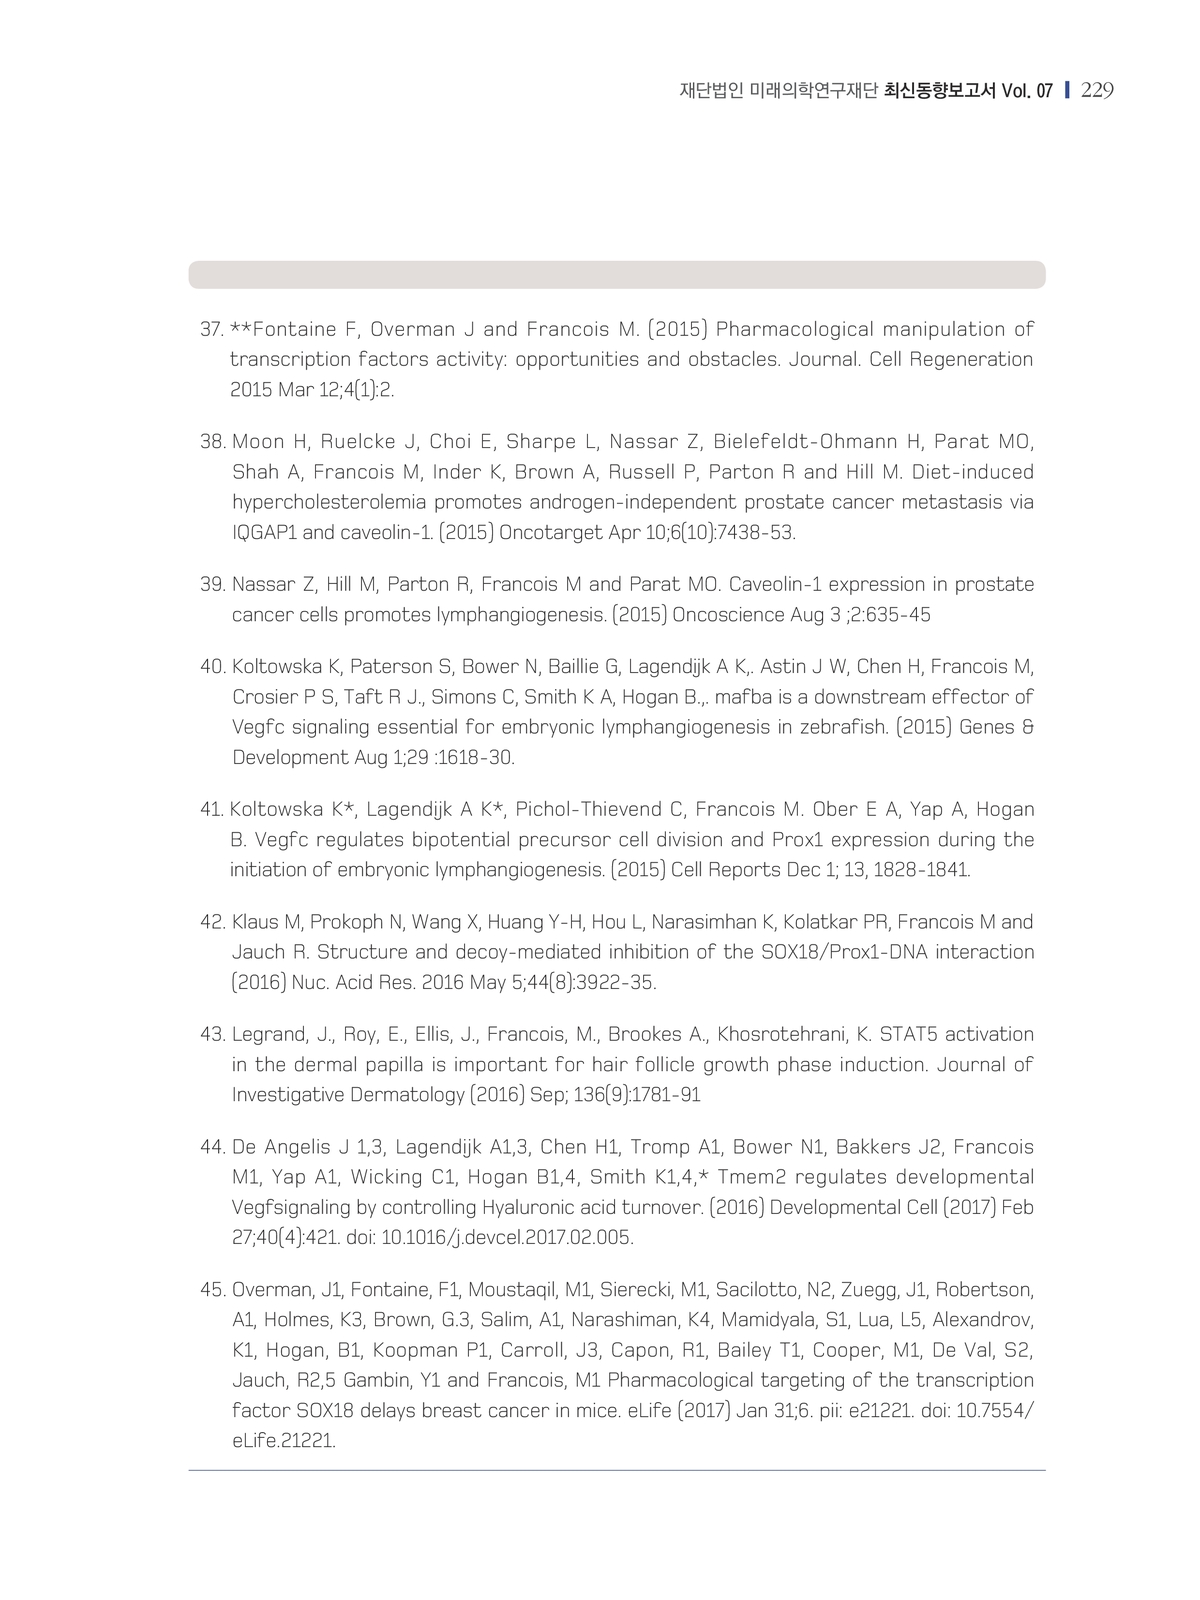 재단법인 미래의학연구재단 최신동향보고서 Vol. 07 229
37. **Fontaine F, Overman J and Francois M. (2015) Pharmacological manipulation of
transcription factors activity: opportunities and obstacles. Journal. Cell Regeneration
2015 Mar 12;4(1):2.
38. Moon H, Ruelcke J, Choi E, Sharpe L, Nassar Z, Bielefeldt-Ohmann H, Parat MO,
Shah A, Francois M, Inder K, Brown A, Russell P, Parton R and Hill M. Diet-induced
hypercholesterolemia promotes androgen-independent prostate cancer metastasis via
IQGAP1 and caveolin-1. (2015) Oncotarget Apr 10;6(10):7438-53.
39. Nassar Z, Hill M, Parton R, Francois M and Parat MO. Caveolin-1 expression in prostate
cancer cells promotes lymphangiogenesis. (2015) Oncoscience Aug 3 ;2:635-45
40. Koltowska K, Paterson S, Bower N, Baillie G, Lagendijk A K,. Astin J W, Chen H, Francois M,
Crosier P S, Taft R J., Simons C, Smith K A, Hogan B.,. mafba is a downstream effector of
Vegfc signaling essential for embryonic lymphangiogenesis in zebrafish. (2015) Genes &
Development Aug 1;29 :1618-30.
41. Koltowska K*, Lagendijk A K*, Pichol-Thievend C, Francois M. Ober E A, Yap A, Hogan
B. Vegfc regulates bipotential precursor cell division and Prox1 expression during the
initiation of embryonic lymphangiogenesis. (2015) Cell Reports Dec 1; 13, 1828-1841.
42. Klaus M, Prokoph N, Wang X, Huang Y-H, Hou L, Narasimhan K, Kolatkar PR, Francois M and
Jauch R. Structure and decoy-mediated inhibition of the SOX18/Prox1-DNA interaction
(2016) Nuc. Acid Res. 2016 May 5;44(8):3922-35.
43. Legrand, J., Roy, E., Ellis, J., Francois, M., Brookes A., Khosrotehrani, K. STAT5 activation
in the dermal papilla is important for hair follicle growth phase induction. Journal of
Investigative Dermatology (2016) Sep; 136(9):1781-91
44. De Angelis J 1,3, Lagendijk A1,3, Chen H1, Tromp A1, Bower N1, Bakkers J2, Francois
M1, Yap A1, Wicking C1, Hogan B1,4, Smith K1,4,* Tmem2 regulates developmental
Vegfsignaling by controlling Hyaluronic acid turnover. (2016) Developmental Cell (2017) Feb
27;40(4):421. doi: 10.1016/j.devcel.2017.02.005.
45. Overman, J1, Fontaine, F1, Moustaqil, M1, Sierecki, M1, Sacilotto, N2, Zuegg, J1, Robertson,
A1, Holmes, K3, Brown, G.3, Salim, A1, Narashiman, K4, Mamidyala, S1, Lua, L5, Alexandrov,
K1, Hogan, B1, Koopman P1, Carroll, J3, Capon, R1, Bailey T1, Cooper, M1, De Val, S2,
Jauch, R2,5 Gambin, Y1 and Francois, M1 Pharmacological targeting of the transcription
factor SOX18 delays breast cancer in mice. eLife (2017) Jan 31;6. pii: e21221. doi: 10.7554/
eLife.21221.